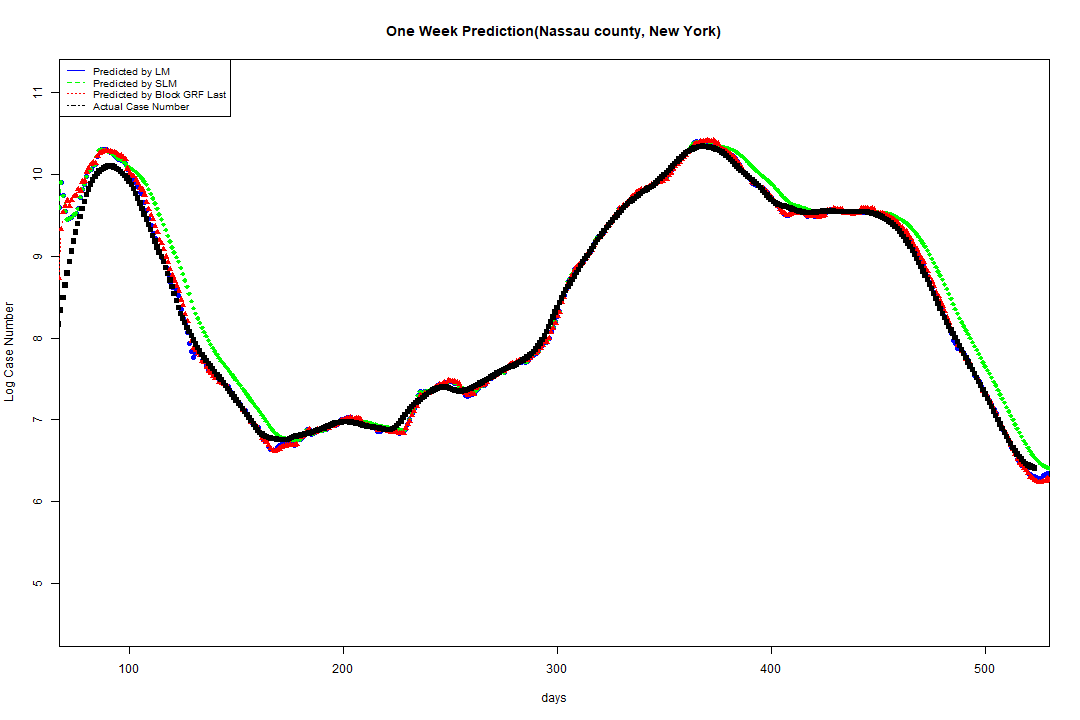 One Week Prediction(Nassau county, New York)
Predicted by LM
Predicted by SLM
Predicted by Block GRF Last
Actual Case Number
11
10
9
8
7
6
5
Log Case Number
100 200 300 400 500
days